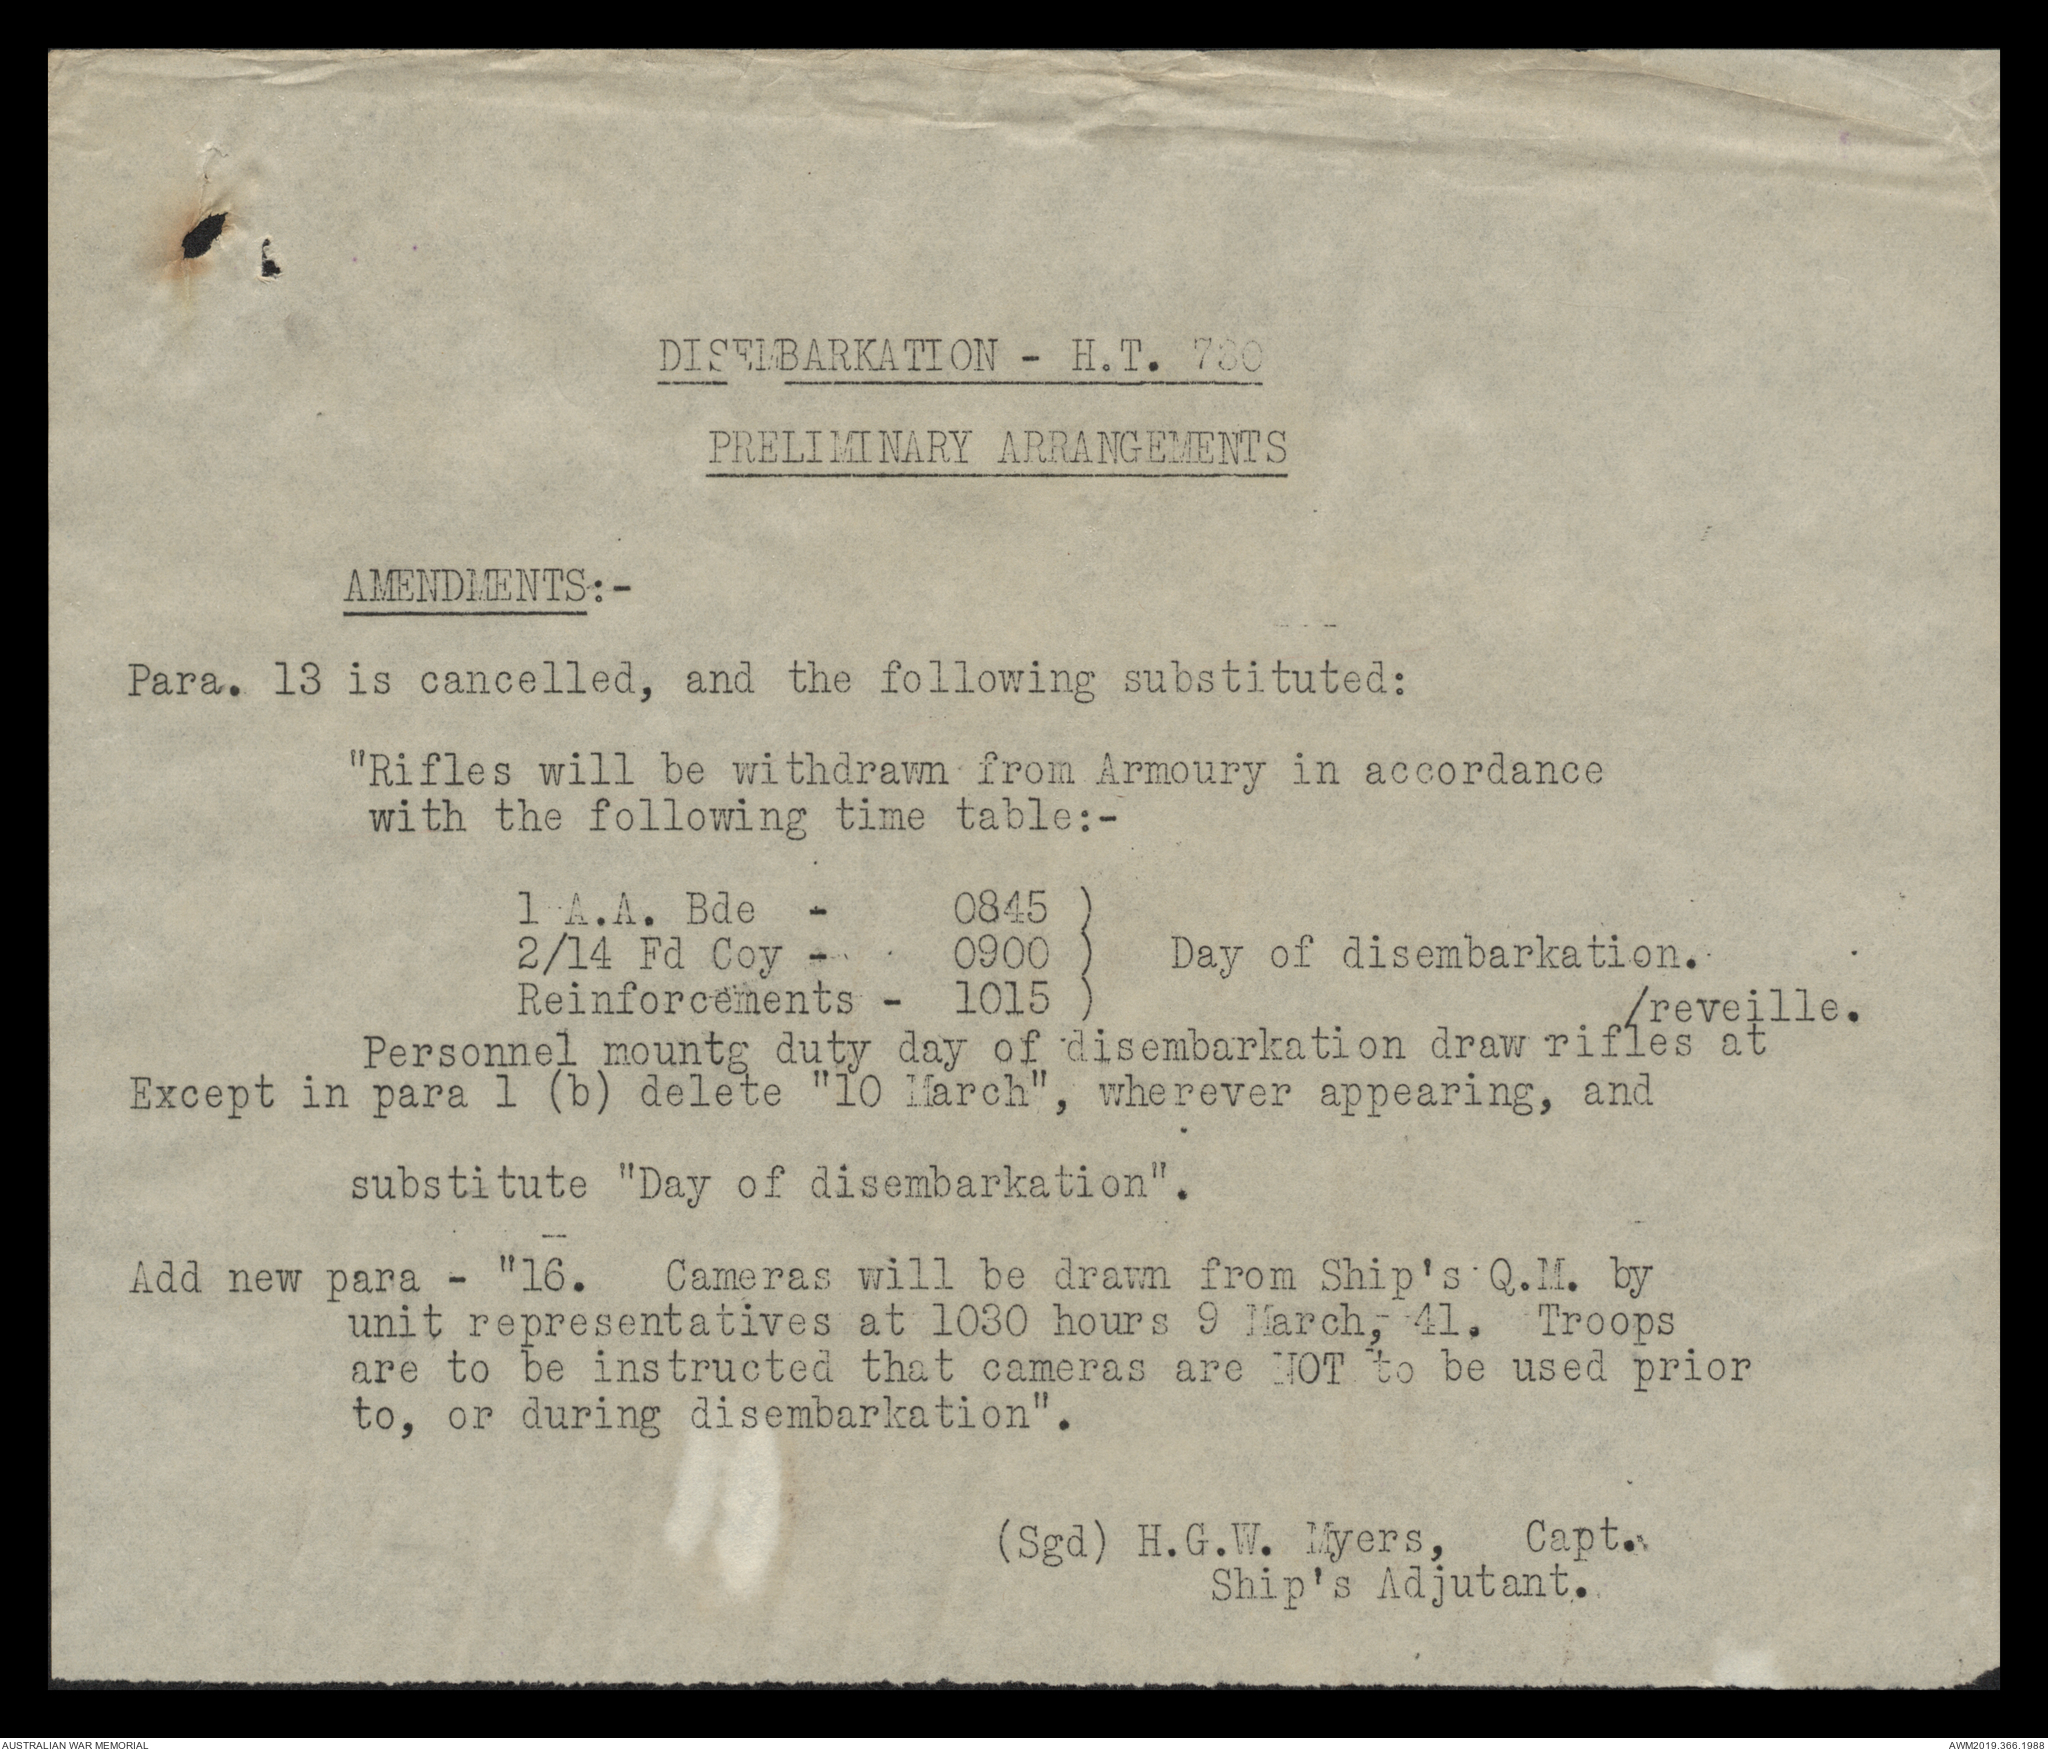 DISEMBARKATION - H.T. 730
PRELIMINARY ARRANGEMENTS
AMENDMENTS:-
Para. 13 is cancelled, and the following substituted:
"Rifles will be withdrawn from Armoury in accordance
with the following time table:-
1 A.A. Bde - 0845 )
2/14 Fd Coy - 0900 ) Day of disembarkation.
Reinforcements - 1015 )
/reveille.
Personnel mountg duty day of disembarkation draw rifles at
Except in para 1 (b) delete "10 March", wherever appearing, and
substitute "Day of disembarkation".
Add new para - "16. Cameras will be drawn from Ship's Q.M. by
unit representatives at 1030 hours 9 March, 41. Troops
are to be instructed that cameras are NOT to be used prior
to, or during disembarkation".
(Sgd) H.G.W. Myers, Capt.
Ship's Adjutant.
AUSTRALIAN WAR MEMORIAL
AWM2019.366.1988